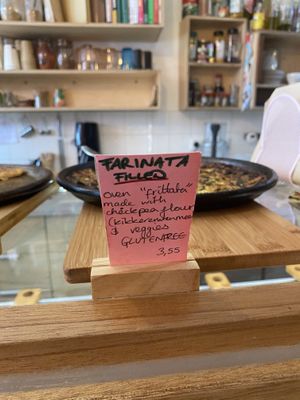 FARINATA
FILLED
oven "frittata"
made with
chickpea flour
(kikkererwtenmeel)
& veggies
GLUTENFREE
3,55